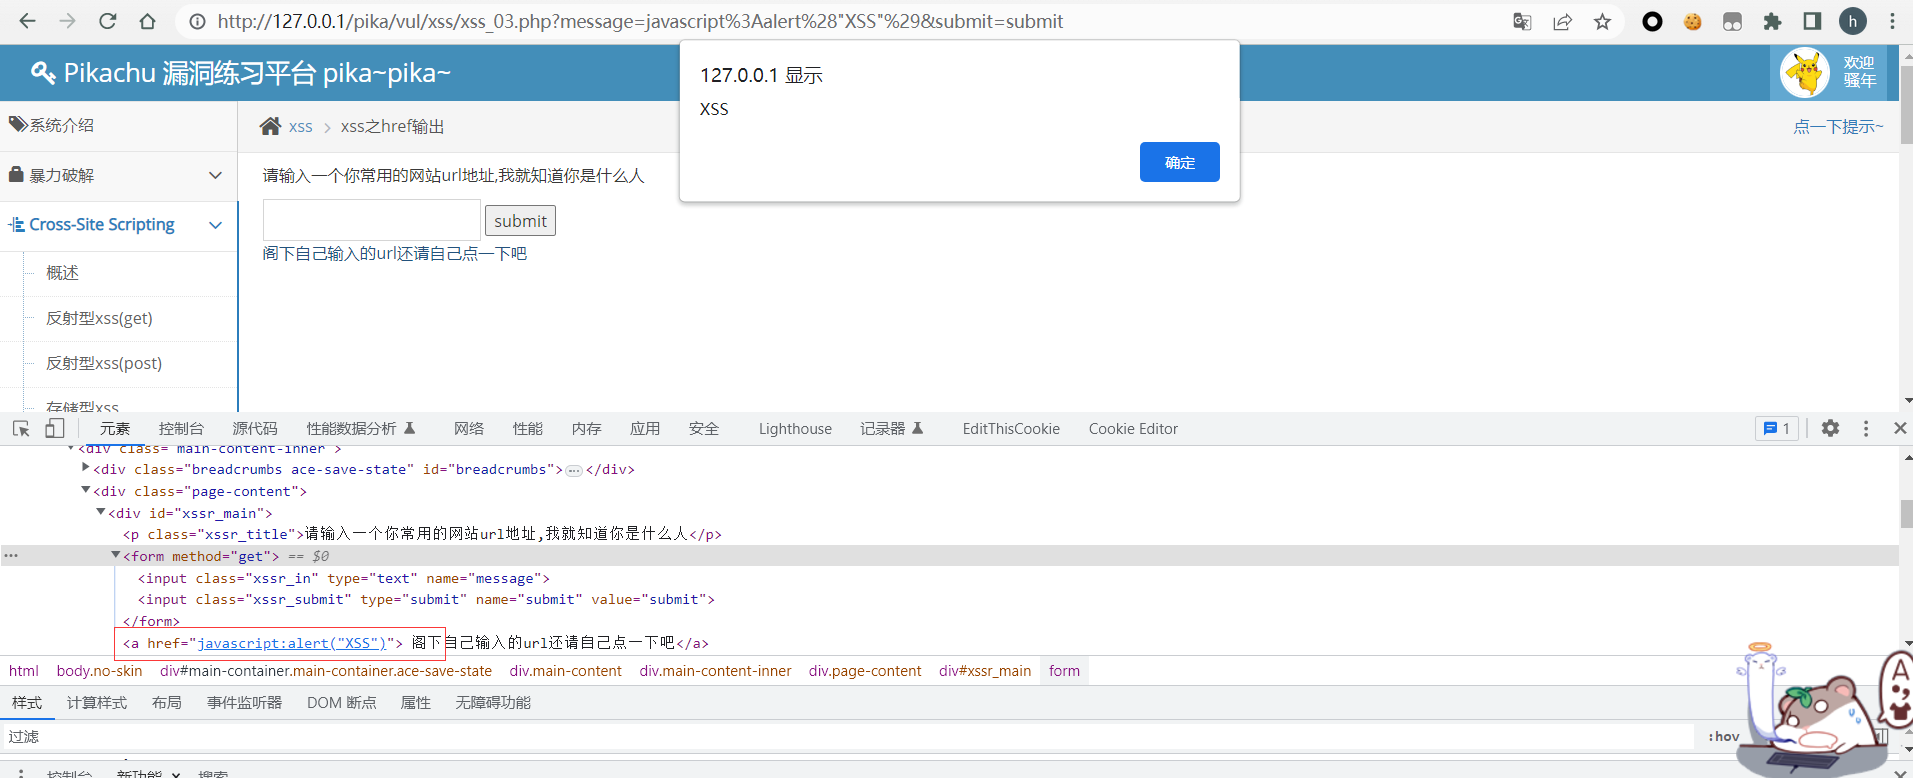 http://127.0.0.1/pika/vul/xss/xss_03.php?message=javascript%3Aalert%28"XSS"%29&submit=submit
h
Pikachu 漏洞练习平台 pika~pika~
欢迎
骚年
127.0.0.1 显示
XSS
确定
系统介绍
xss
xss之href输出
点一下提示~
暴力破解
请输入一个你常用的网站url地址,我就知道你是什么人
submit
Cross-Site Scripting
阁下自己输入的url还请自己点一下吧
概述
反射型xss(get)
反射型xss(post)
存储型xss
元素 控制台 源代码 性能数据分析 网络 性能 内存 应用 安全 Lighthouse 记录器 EditThisCookie Cookie Editor 1
<div class="main-content-inner">
<div class="breadcrumbs ace-save-state" id="breadcrumbs">…</div>
<div class="page-content">
<div id="xssr_main">
<p class="xssr_title">请输入一个你常用的网站url地址,我就知道你是什么人</p>
<form method="get"> == $0
<input class="xssr_in" type="text" name="message">
<input class="xssr_submit" type="submit" name="submit" value="submit">
</form>
<a href="javascript:alert("XSS")"> 阁下自己输入的url还请自己点一下吧</a>
html body.no-skin div#main-container.main-container.ace-save-state div.main-content div.main-content-inner div.page-content div#xssr_main form
样式 计算样式 布局 事件监听器 DOM 断点 属性 无障碍功能
过滤
:hov
A
控制台 新功能 搜索